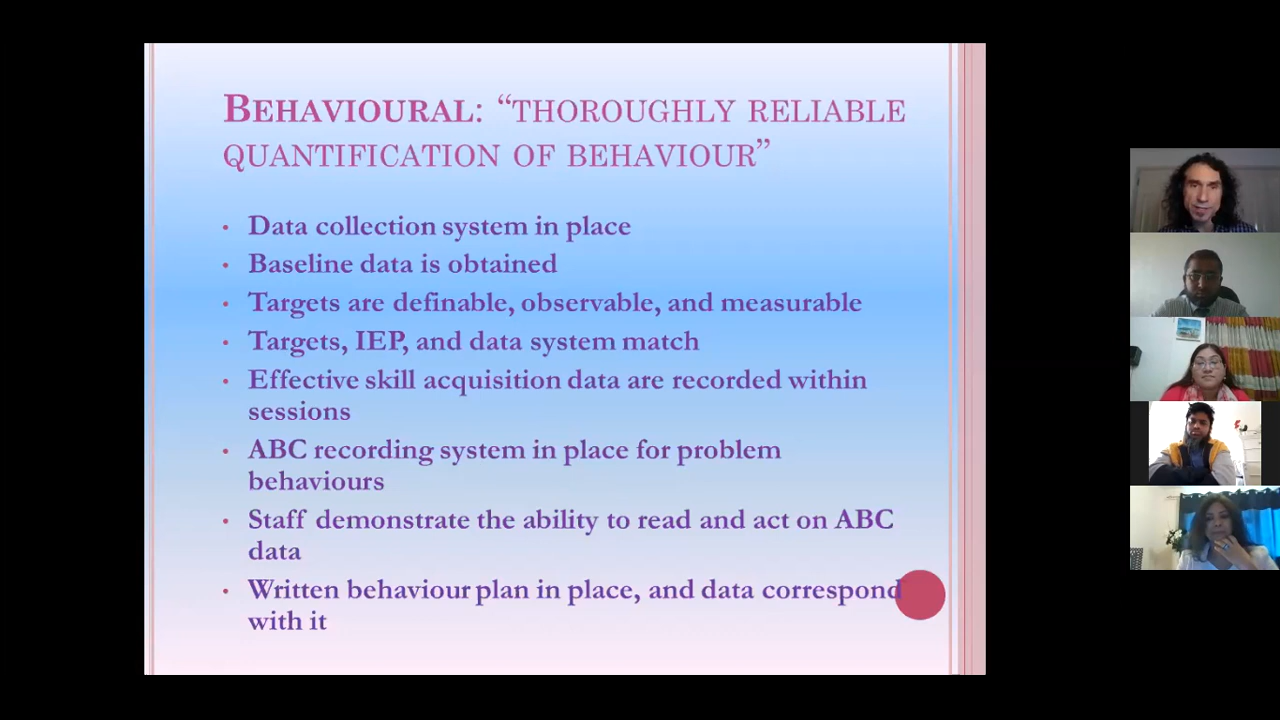 BEHAVIOURAL: “THOROUGHLY RELIABLE
QUANTIFICATION OF BEHAVIOUR”
• Data collection system in place
• Baseline data is obtained
• Targets are definable, observable, and measurable
• Targets, IEP, and data system match
• Effective skill acquisition data are recorded within
sessions
• ABC recording system in place for problem
behaviours
• Staff demonstrate the ability to read and act on ABC
data
• Written behaviour plan in place, and data correspond
with it